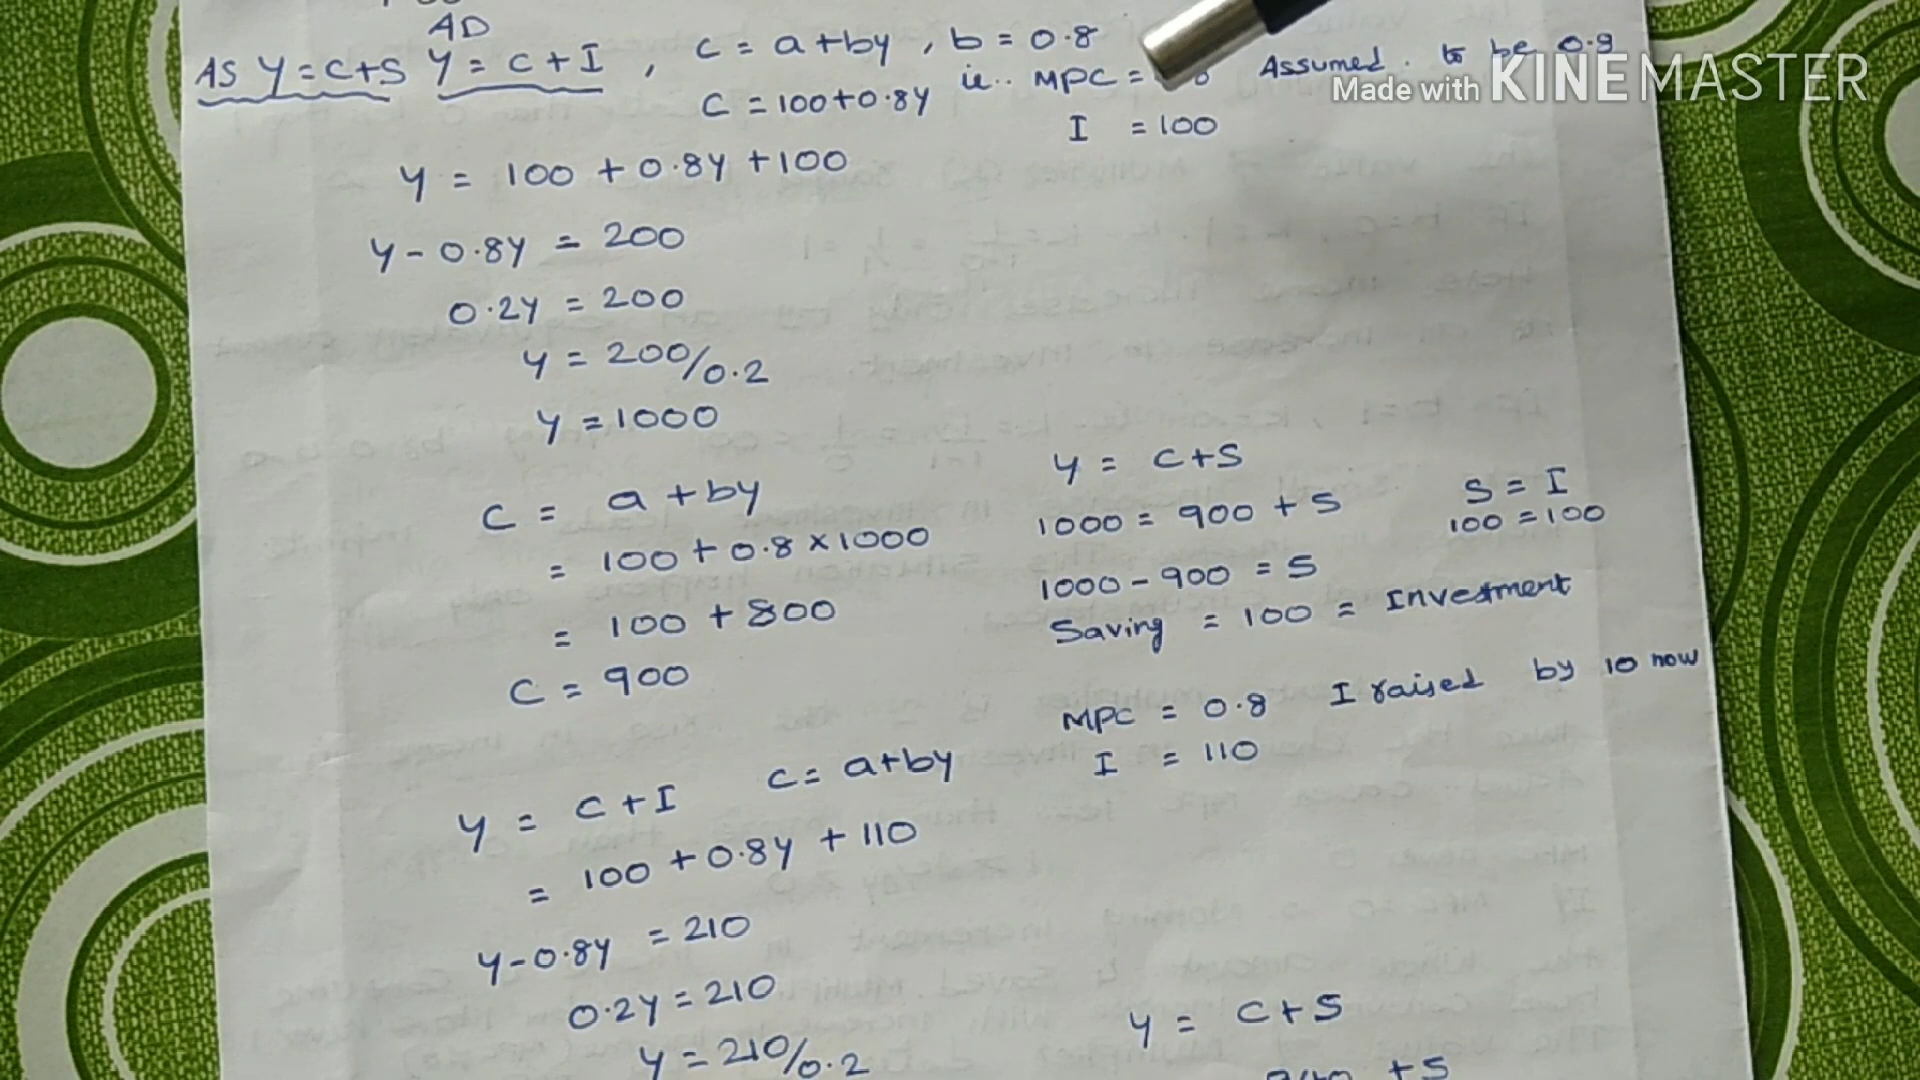 AD
AS Y = C+S Y = C + I , C = a + by , b = 0.8
C = 100+0.8Y ie.. MPC = Assumed. to be 0.8
I = 100
Made with KINEMASTER
Y = 100 + 0.8Y + 100
Y - 0.8Y = 200
0.2Y = 200
Y = 200/0.2
Y = 1000
C = a + by
= 100 + 0.8 x 1000
= 100 + 800
C = 900
Y = C+S
1000 = 900 + S
1000 - 900 = S
Saving = 100 = Investment
S = I
100 = 100
MPC = 0.8 I raised by 10 now
I = 110
Y = C + I C = a+by
= 100 + 0.8Y + 110
Y - 0.8Y = 210
0.2Y = 210
Y = 210/0.2
Y = C + S
+ S